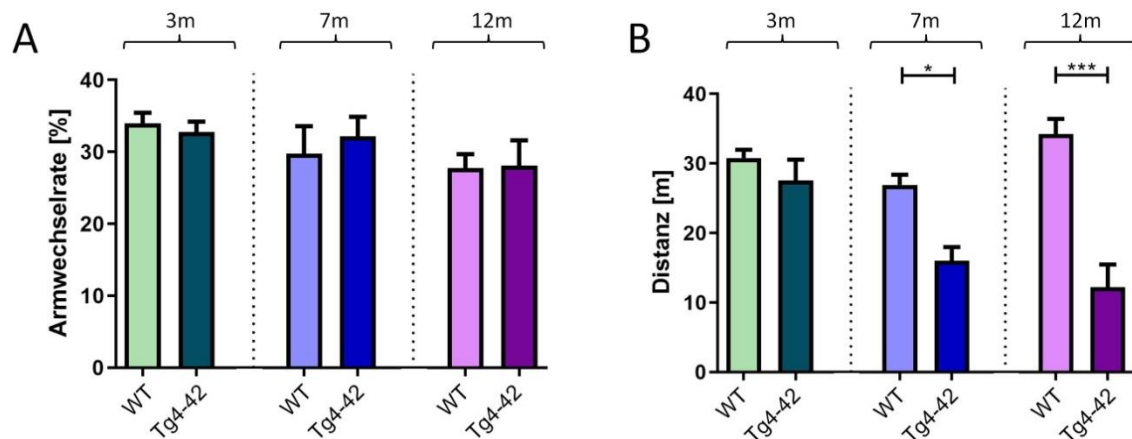 A
3m
7m
12m
Armwechselrate [%]
40
30
20
10
0
WT
Tg4-42
WT
Tg4-42
WT
Tg4-42
B
3m
7m
12m
*
***
Distanz [m]
40
30
20
10
0
WT
Tg4-42
WT
Tg4-42
WT
Tg4-42